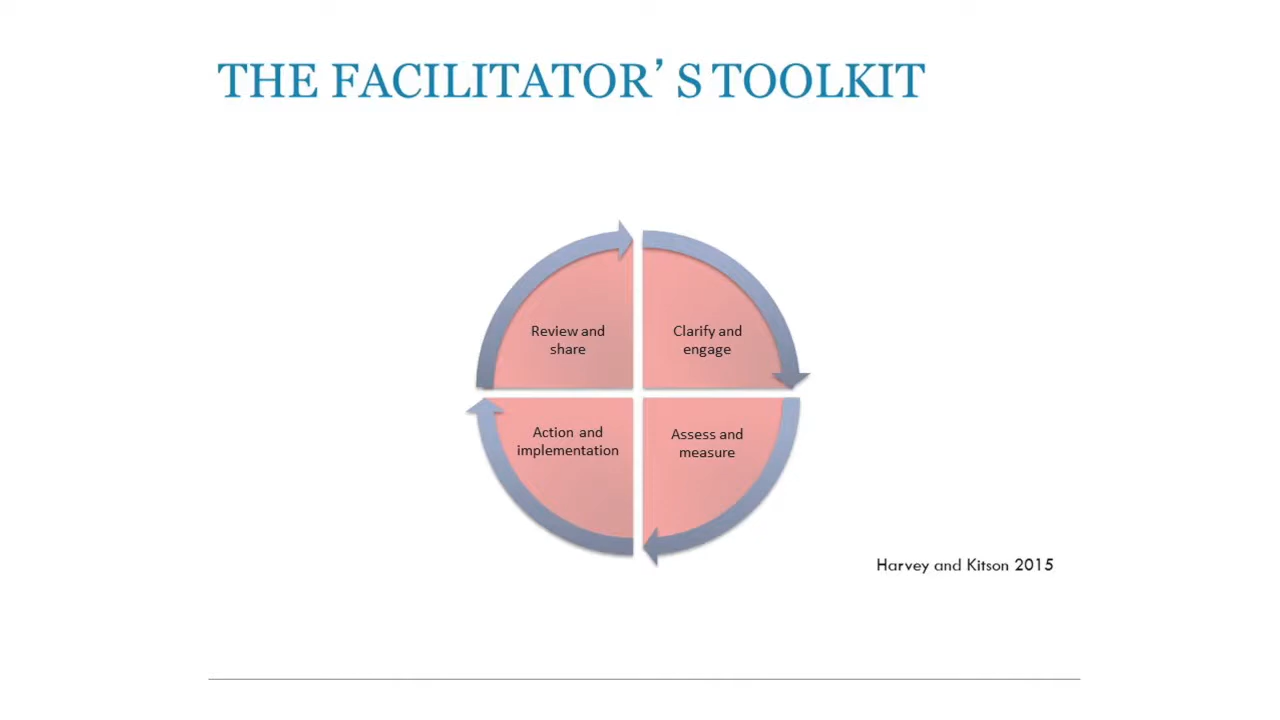 THE FACILITATOR’S TOOLKIT
Review and
share
Clarify and
engage
Action and
implementation
Assess and
measure
Harvey and Kitson 2015